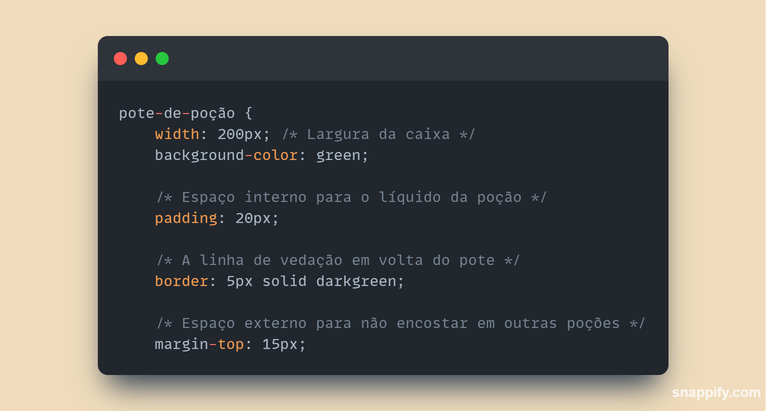 pote-de-poção {
    width: 200px; /* Largura da caixa */
    background-color: green;

    /* Espaço interno para o líquido da poção */
    padding: 20px;

    /* A linha de vedação em volta do pote */
    border: 5px solid darkgreen;

    /* Espaço externo para não encostar em outras poções */
    margin-top: 15px;
snappify.com